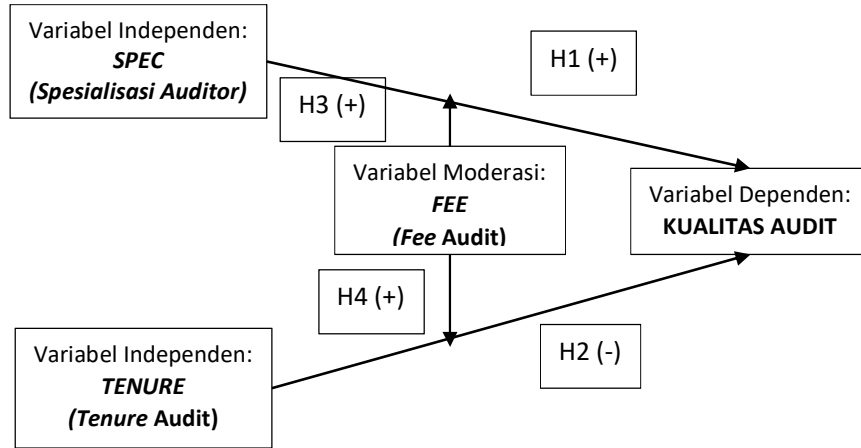 Variabel Independen:
SPEC
(Spesialisasi Auditor)
H1 (+)
H3 (+)
Variabel Moderasi:
FEE
(Fee Audit)
Variabel Dependen:
KUALITAS AUDIT
H4 (+)
H2 (-)
Variabel Independen:
TENURE
(Tenure Audit)